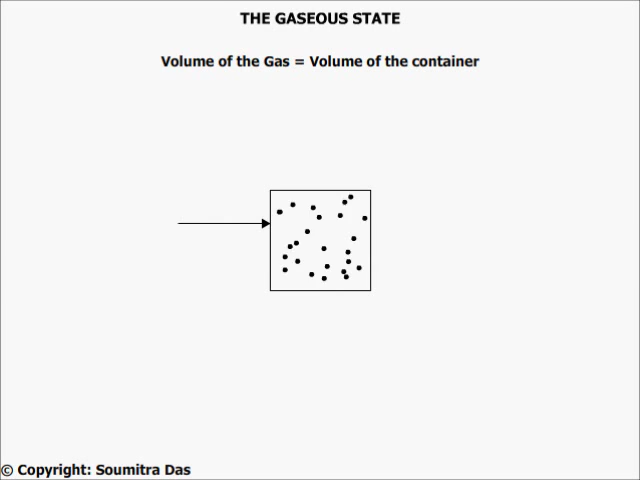 THE GASEOUS STATE
Volume of the Gas = Volume of the container
© Copyright: Soumitra Das